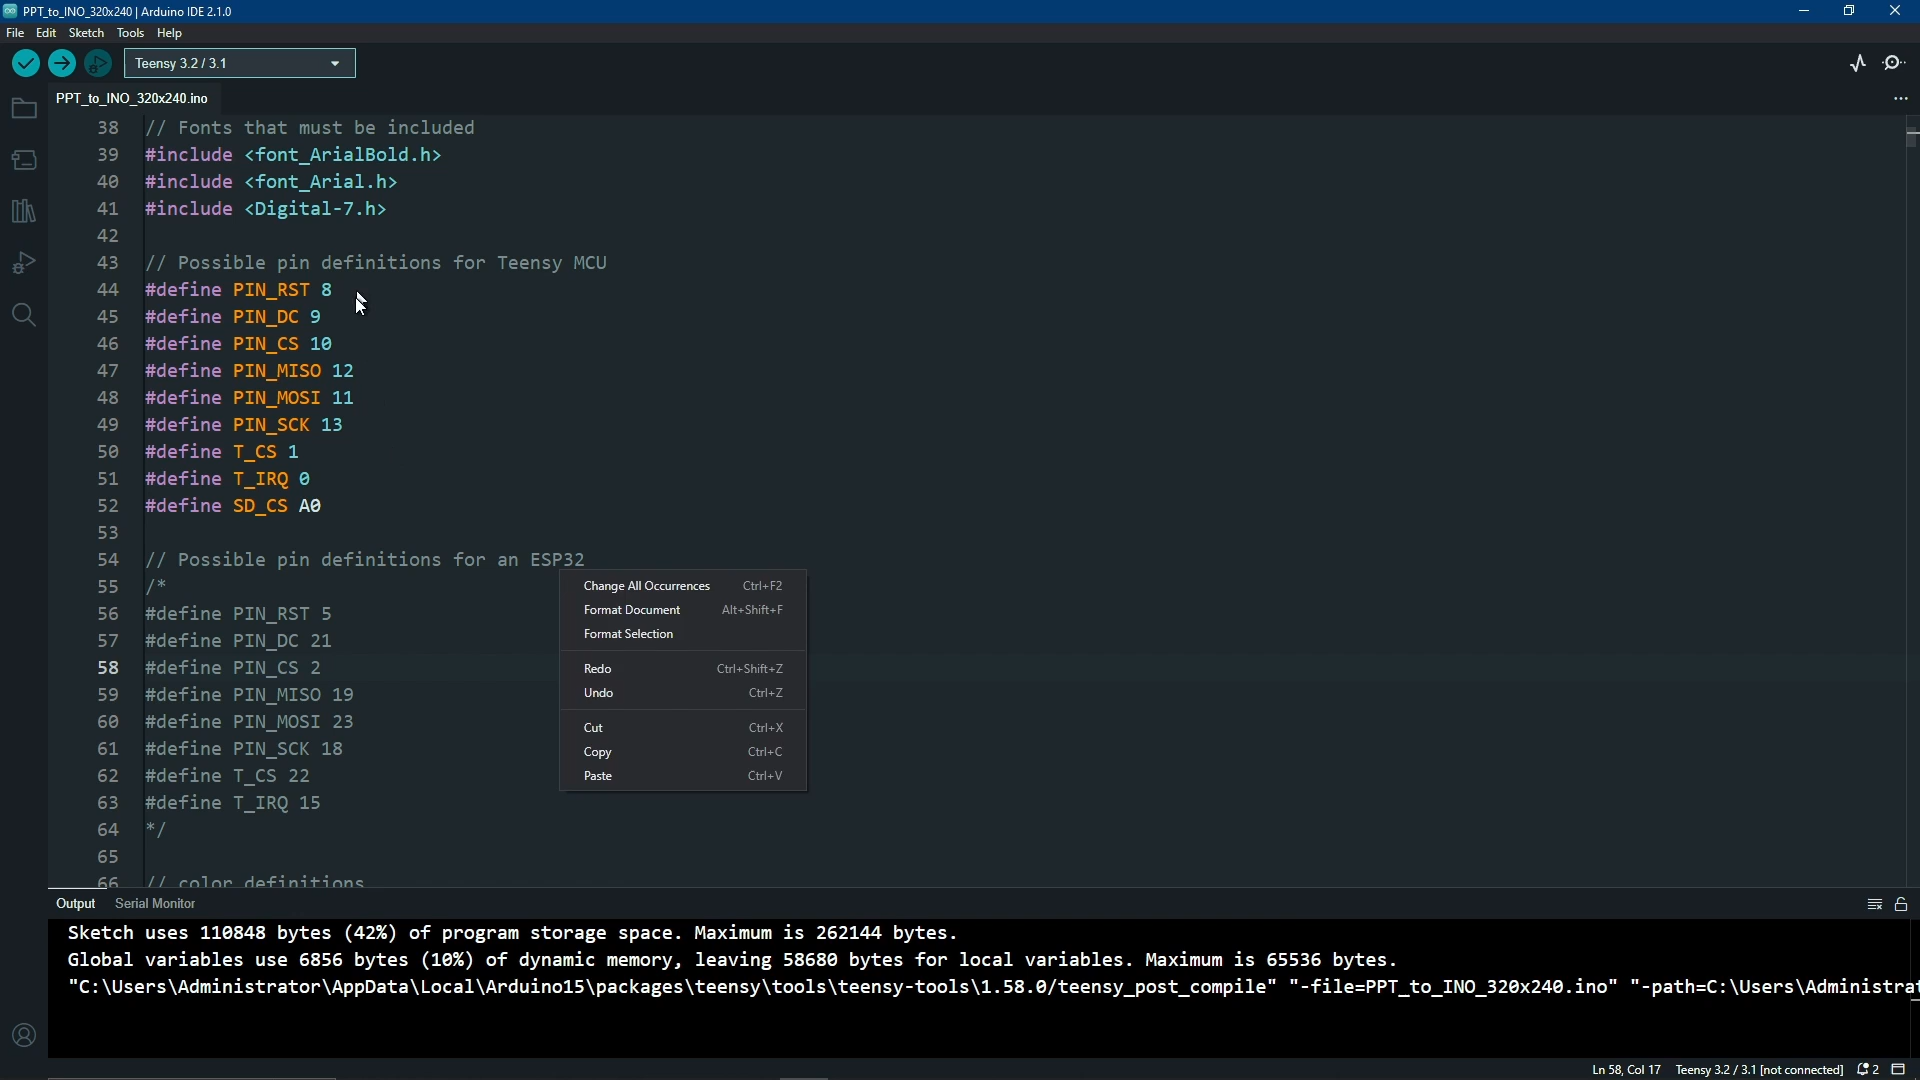 PPT_to_INO_320x240 | Arduino IDE 2.1.0
File Edit Sketch Tools Help
Teensy 3.2 / 3.1
PPT_to_INO_320x240.ino
38 // Fonts that must be included
39 #include <font_ArialBold.h>
40 #include <font_Arial.h>
41 #include <Digital-7.h>
42
43 // Possible pin definitions for Teensy MCU
44 #define PIN_RST 8
45 #define PIN_DC 9
46 #define PIN_CS 10
47 #define PIN_MISO 12
48 #define PIN_MOSI 11
49 #define PIN_SCK 13
50 #define T_CS 1
51 #define T_IRQ 0
52 #define SD_CS A0
53
54 // Possible pin definitions for an ESP32
55 /*
56 #define PIN_RST 5
57 #define PIN_DC 21
58 #define PIN_CS 2
59 #define PIN_MISO 19
60 #define PIN_MOSI 23
61 #define PIN_SCK 18
62 #define T_CS 22
63 #define T_IRQ 15
64 */
65
66 // color definitions
Change All Occurrences Ctrl+F2
Format Document Alt+Shift+F
Format Selection
Redo Ctrl+Shift+Z
Undo Ctrl+Z
Cut Ctrl+X
Copy Ctrl+C
Paste Ctrl+V
Output Serial Monitor
Sketch uses 110848 bytes (42%) of program storage space. Maximum is 262144 bytes.
Global variables use 6856 bytes (10%) of dynamic memory, leaving 58680 bytes for local variables. Maximum is 65536 bytes.
"C:\Users\Administrator\AppData\Local\Arduino15\packages\teensy\tools\teensy-tools\1.58.0/teensy_post_compile" "-file=PPT_to_INO_320x240.ino" "-path=C:\Users\Administrat
Ln 58, Col 17 Teensy 3.2 / 3.1 [not connected] 2